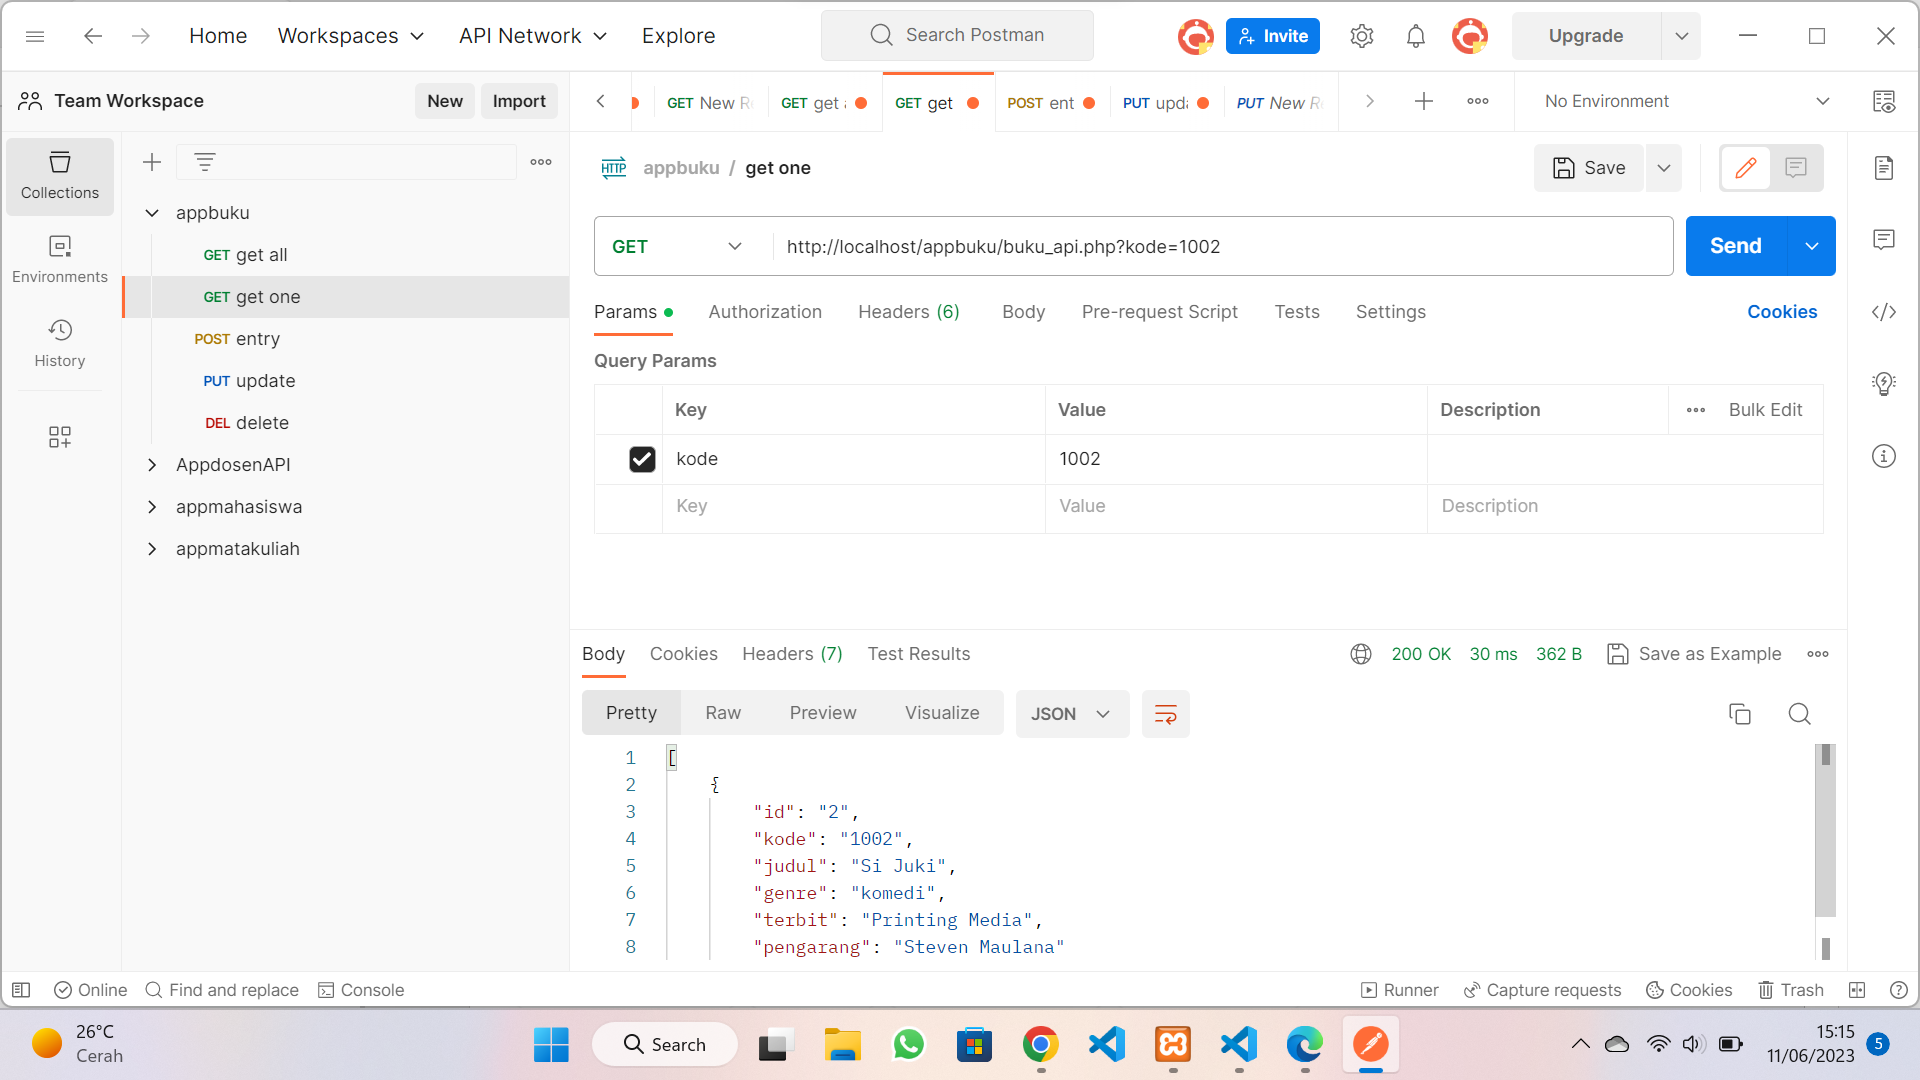 Home Workspaces API Network Explore Search Postman Invite Upgrade
Team Workspace New Import
GET New Re GET get a GET get POST ent PUT upda PUT New Re No Environment
Collections
Environments
History
appbuku
GET get all
GET get one
POST entry
PUT update
DEL delete
AppdosenAPI
appmahasiswa
appmatakuliah
HTTP appbuku / get one Save
GET http://localhost/appbuku/buku_api.php?kode=1002 Send
Params Authorization Headers (6) Body Pre-request Script Tests Settings Cookies
Query Params
Key Value Description Bulk Edit
kode 1002
Key Value Description
Body Cookies Headers (7) Test Results 200 OK 30 ms 362 B Save as Example
Pretty Raw Preview Visualize JSON
1 [
2 {
3 "id": "2",
4 "kode": "1002",
5 "judul": "Si Juki",
6 "genre": "komedi",
7 "terbit": "Printing Media",
8 "pengarang": "Steven Maulana"
Online Find and replace Console Runner Capture requests Cookies Trash
26°C
Cerah
Search
15:15
11/06/2023
5